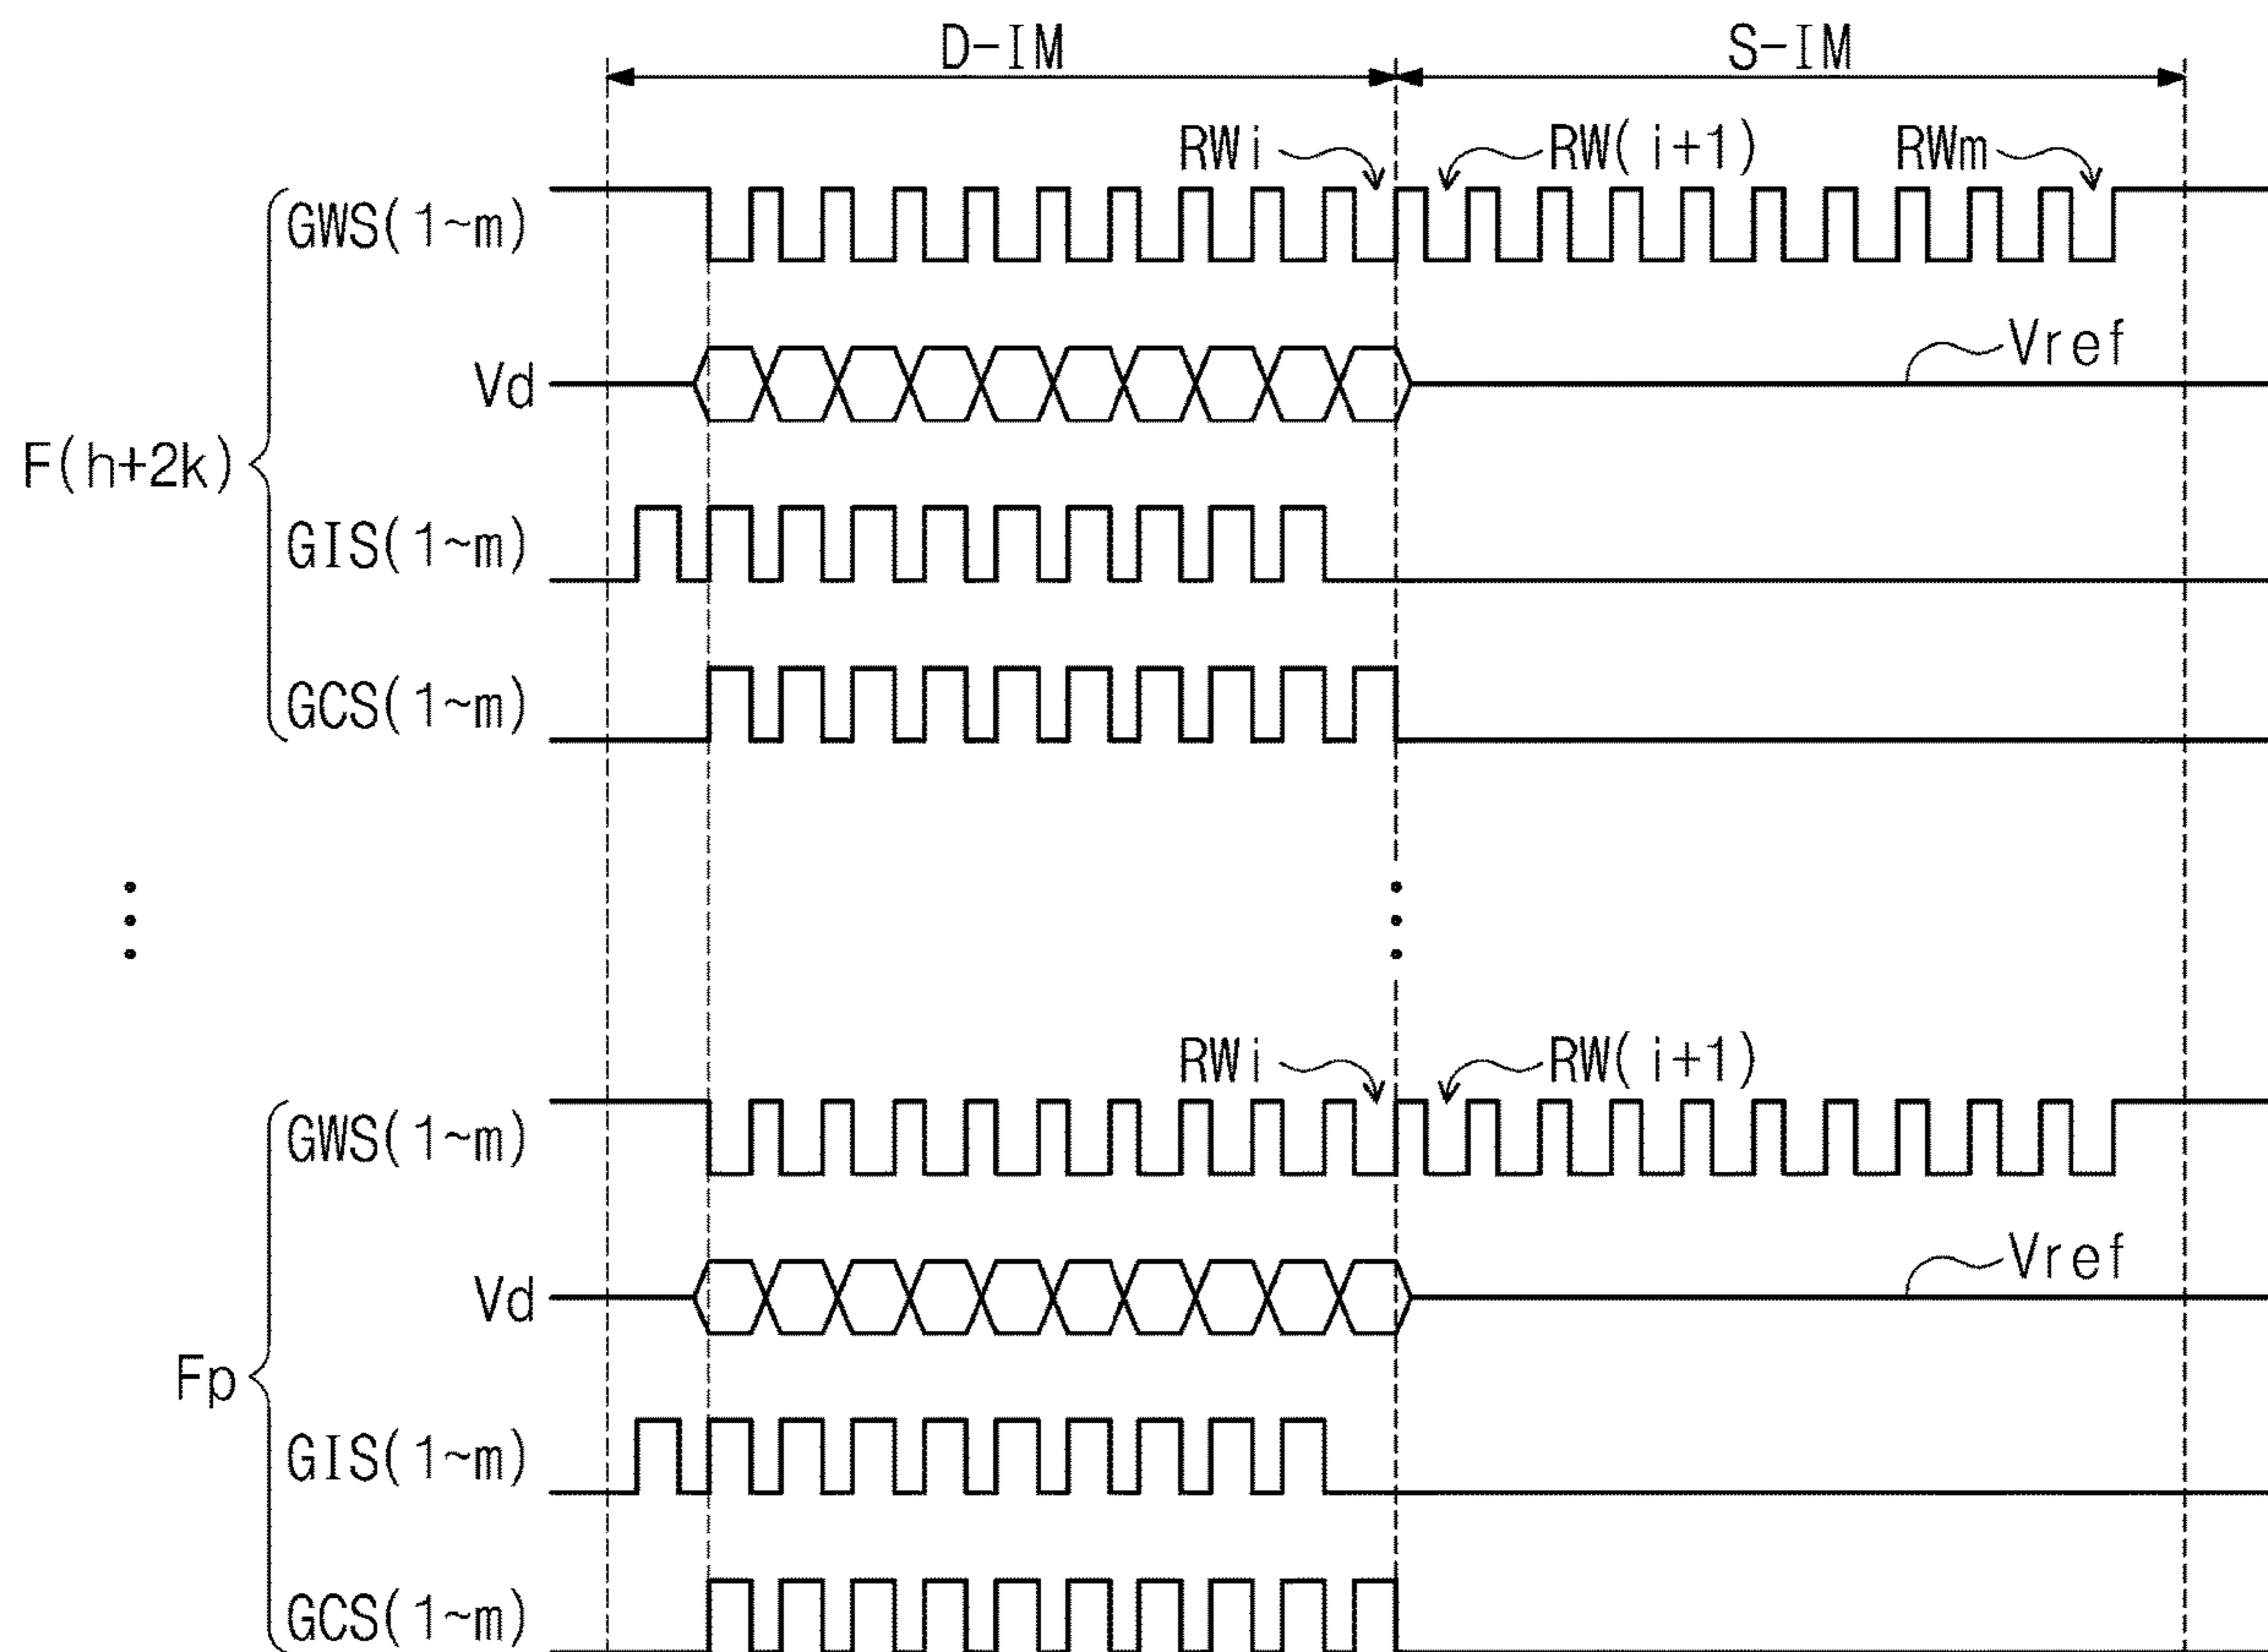 D-IM S-IM
RWi RW(i+1) RWm
GWS(1~m)
Vref
Vd
F(h+2k)
GIS(1~m)
GCS(1~m)
RWi RW(i+1)
GWS(1~m)
Vref
Vd
Fp
GIS(1~m)
GCS(1~m)